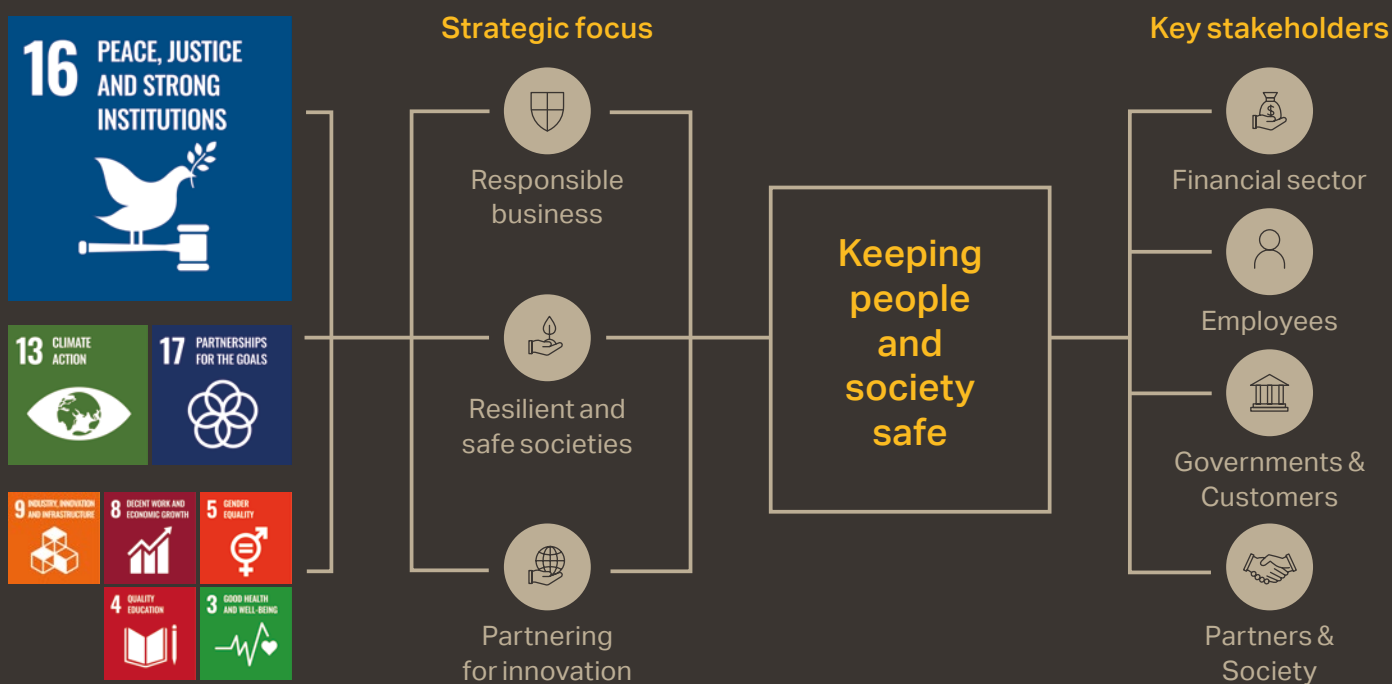 16 PEACE, JUSTICE
AND STRONG
INSTITUTIONS
13 CLIMATE
ACTION
17 PARTNERSHIPS
FOR THE GOALS
9 INDUSTRY, INNOVATION
AND INFRASTRUCTURE
8 DECENT WORK AND
ECONOMIC GROWTH
5 GENDER
EQUALITY
4 QUALITY
EDUCATION
3 GOOD HEALTH
AND WELL-BEING
Strategic focus
Responsible
business
Resilient and
safe societies
Partnering
for innovation
Keeping
people
and
society
safe
Key stakeholders
$
Financial sector
Employees
Governments &
Customers
Partners &
Society